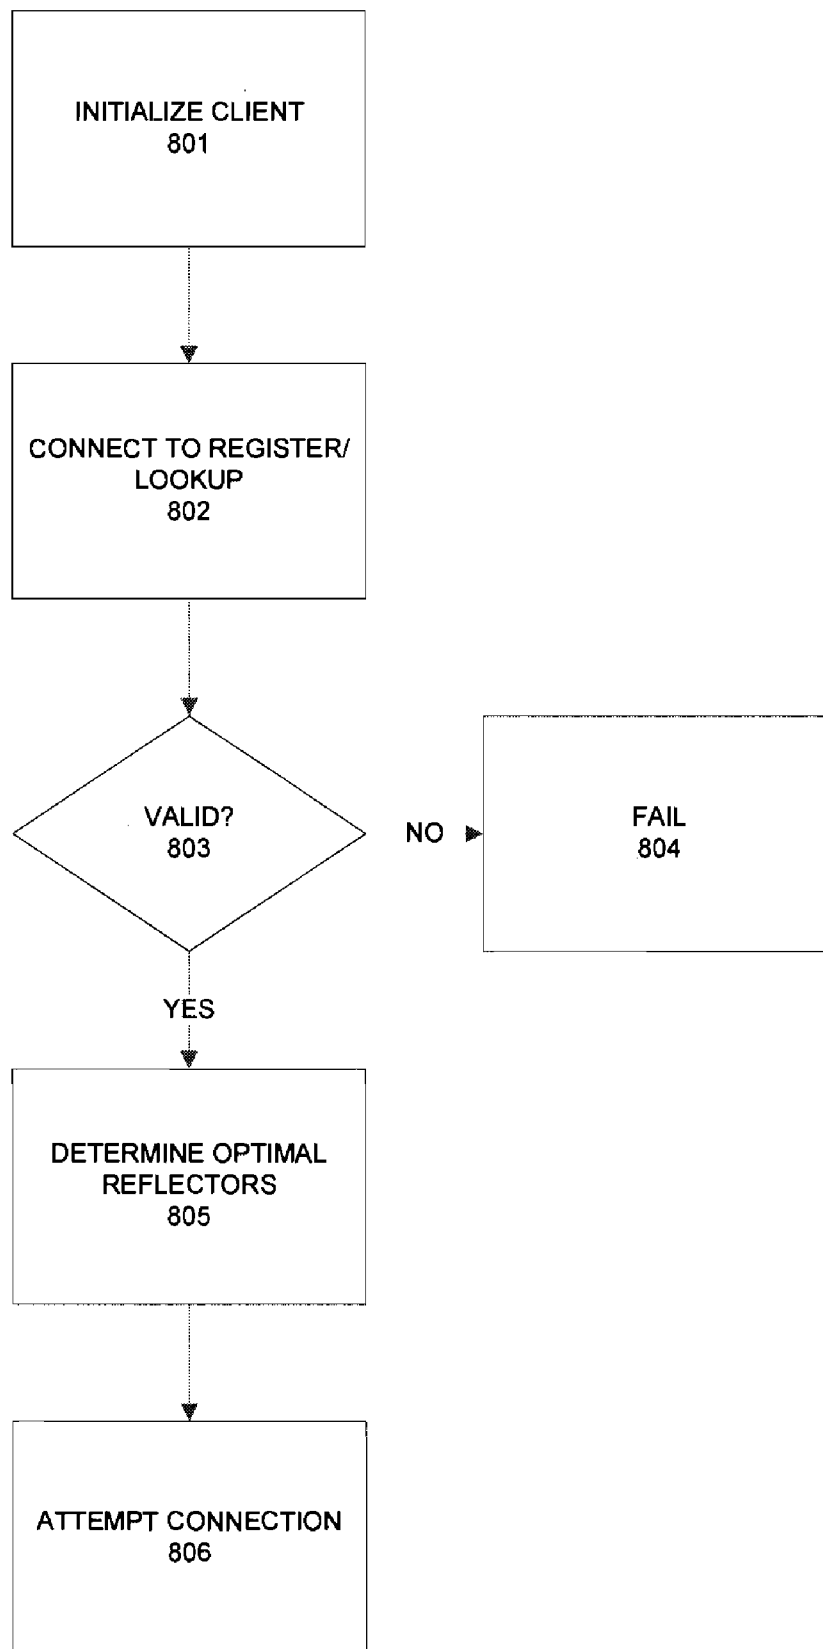 INITIALIZE CLIENT
801
CONNECT TO REGISTER/
LOOKUP
802
VALID?
803
NO
FAIL
804
YES
DETERMINE OPTIMAL
REFLECTORS
805
ATTEMPT CONNECTION
806